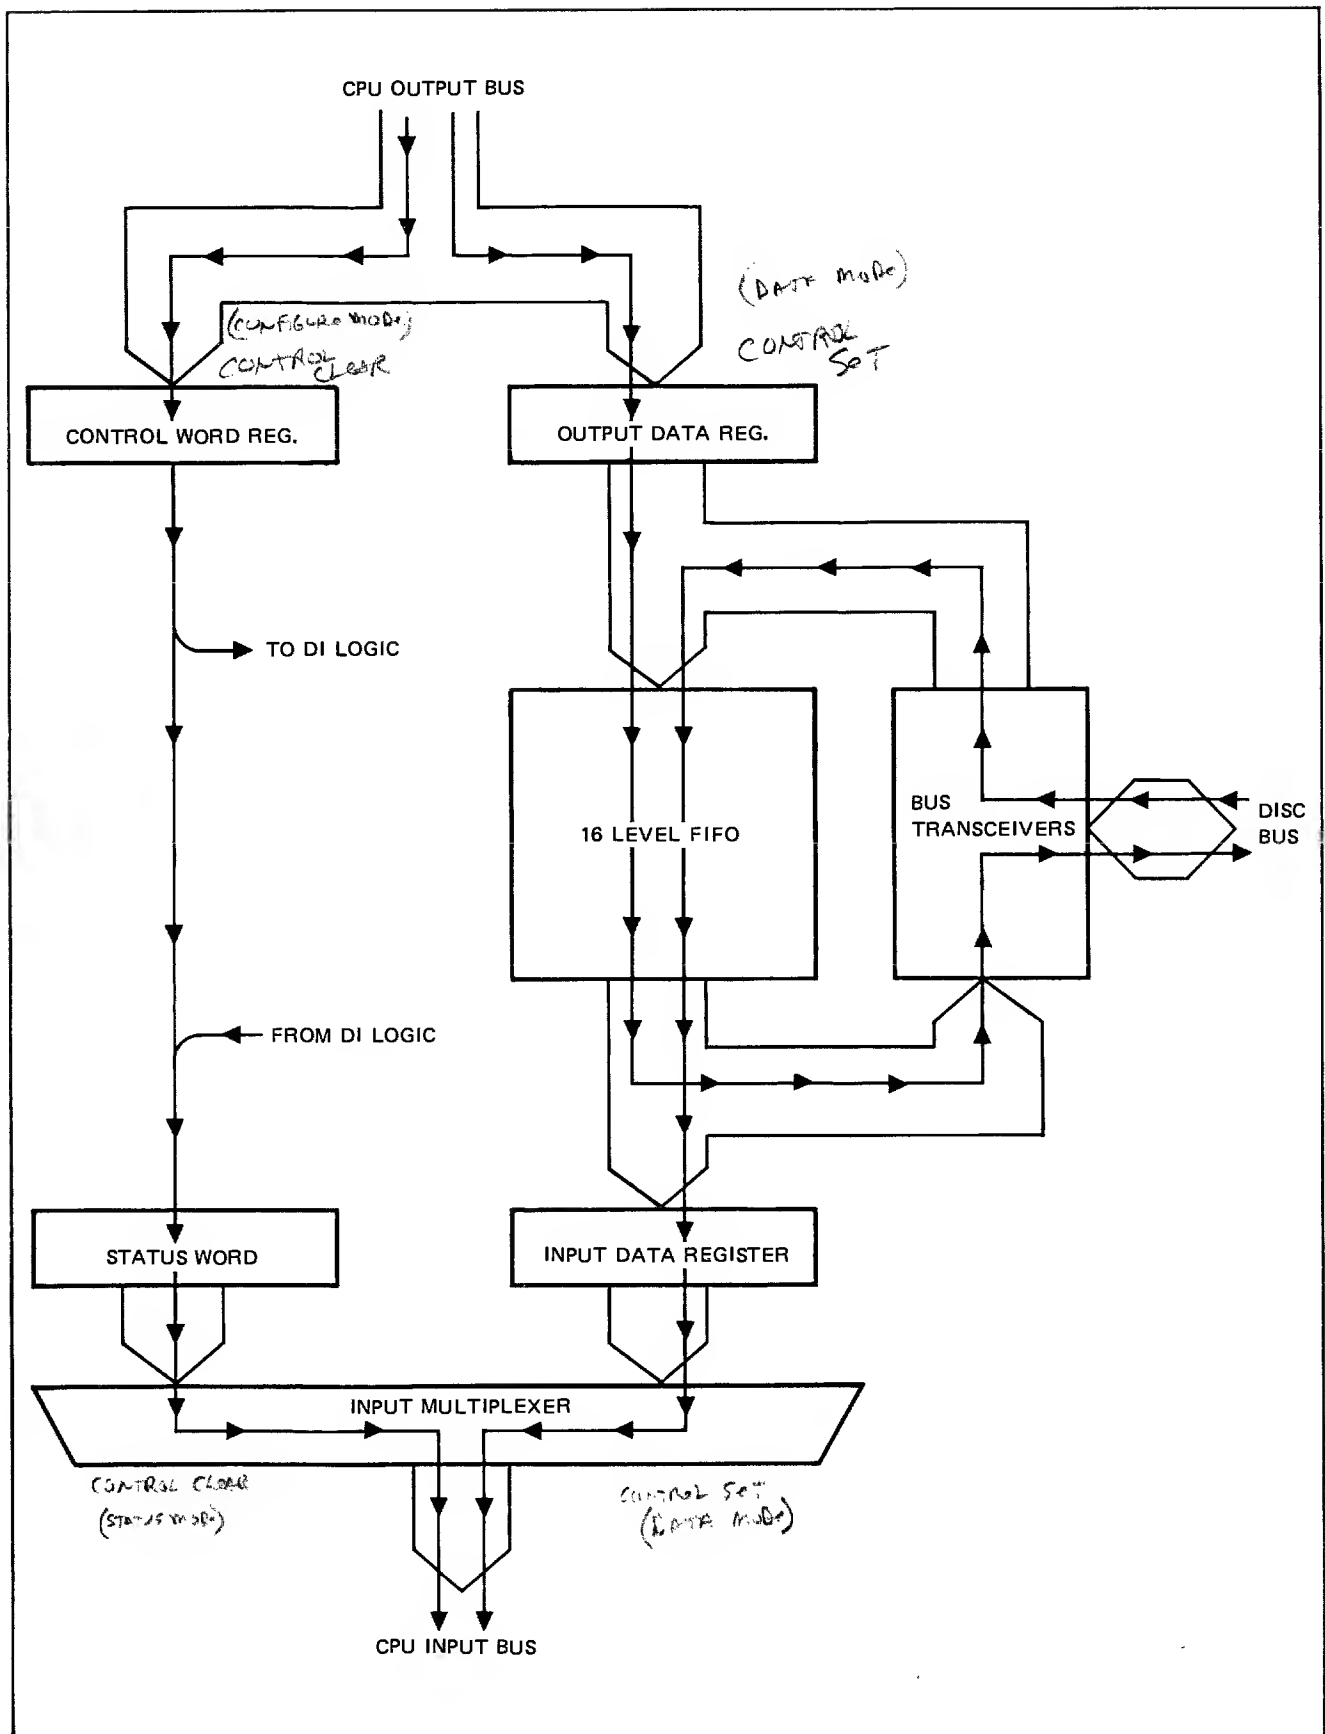 CPU OUTPUT BUS
(DATA MODE)
CONTROL
SET
(CONFIGURE MODE)
CONTROL
CLEAR
CONTROL WORD REG.
OUTPUT DATA REG.
TO DI LOGIC
16 LEVEL FIFO
BUS
TRANSCEIVERS
DISC
BUS
FROM DI LOGIC
STATUS WORD
INPUT DATA REGISTER
INPUT MULTIPLEXER
CONTROL CLEAR
(STATUS MODE)
CONTROL SET
(DATA MODE)
CPU INPUT BUS